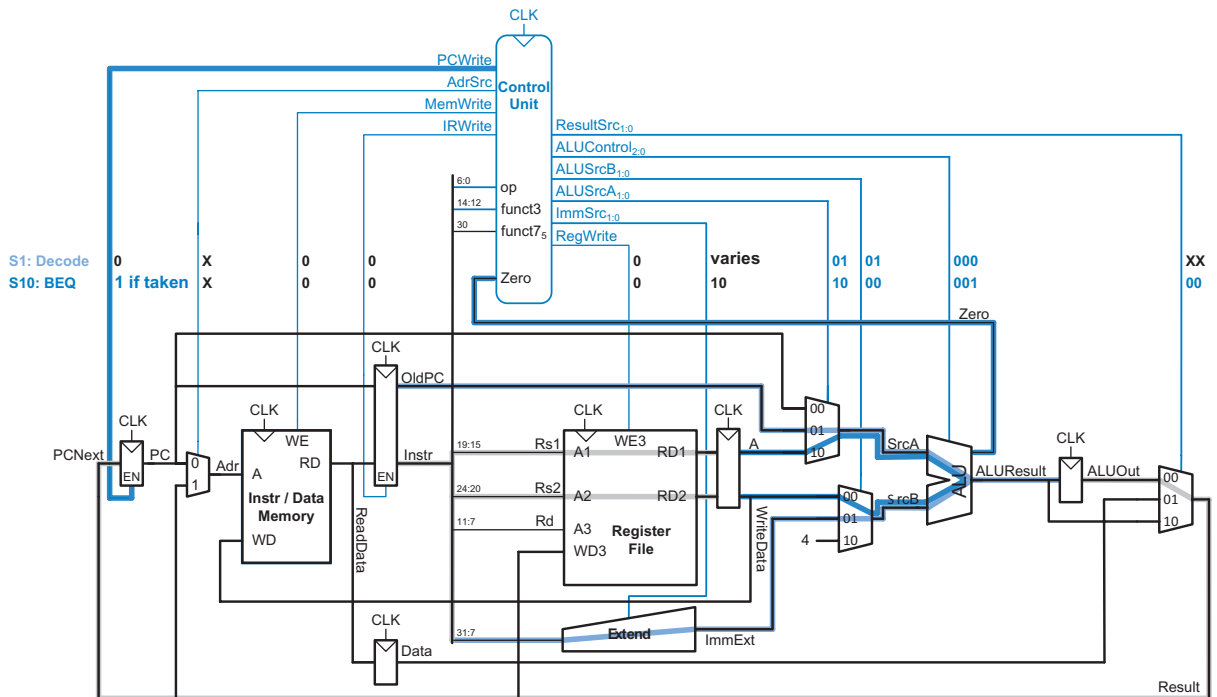 CLK
PCWrite
AdrSrc
MemWrite
IRWrite
Control
Unit
ResultSrc1:0
ALUControl2:0
ALUSrcB1:0
ALUSrcA1:0
ImmSrc1:0
RegWrite
6:0 op
14:12 funct3
30 funct75
Zero
S1: Decode 0 X 0 0 0 varies 01 01 000 XX
S10: BEQ 1 if taken X 0 0 0 10 10 00 001 00
Zero
CLK
OldPC
CLK
CLK
CLK
CLK
CLK
00
01
10
SrcA
PCNext
EN
PC
0
1
Adr
WE
A
RD
Instr / Data
Memory
WD
EN
Instr
ReadData
19:15 Rs1
24:20 Rs2
11:7 Rd
A1
WE3
RD1
A2
RD2
A3
WD3
Register
File
A
WriteData
00
01
10
4
SrcB
ALU
ALUResult
ALUOut
00
01
10
31:7
Extend
ImmExt
CLK
Data
Result